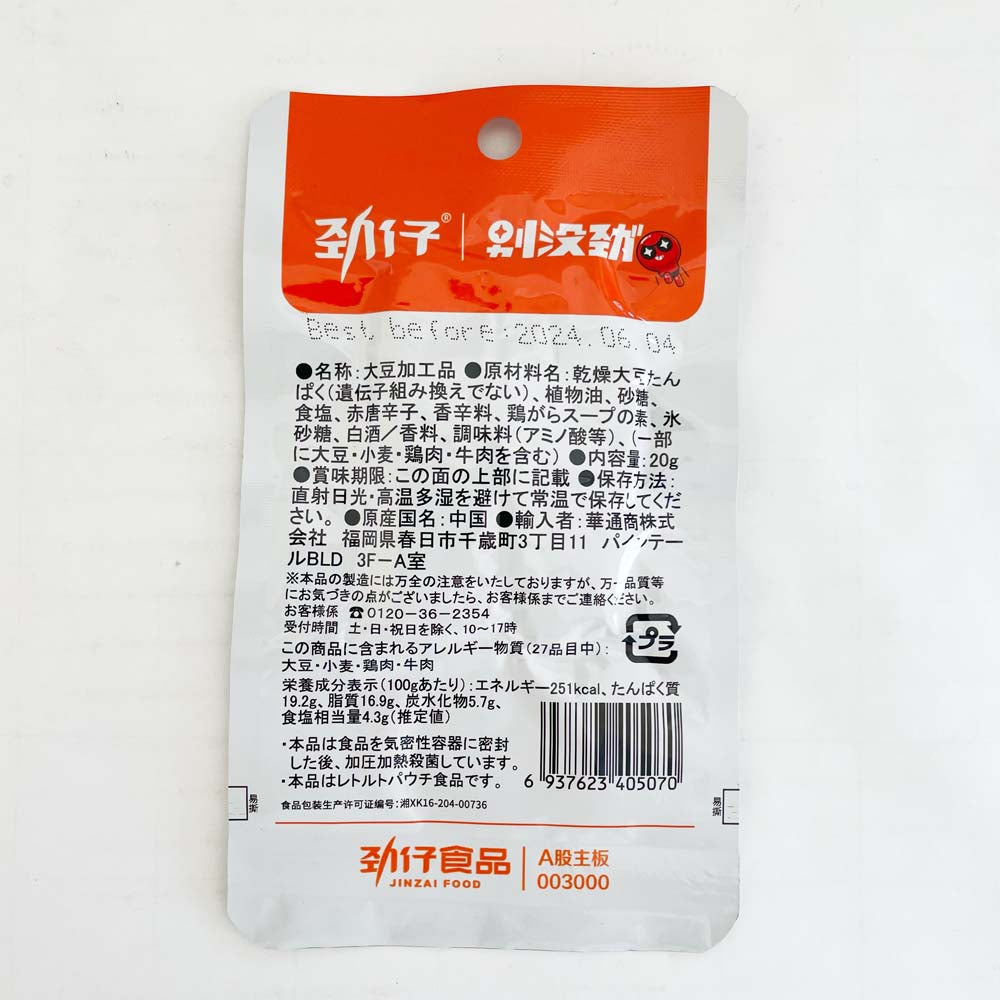 劲仔® | 别没劲
Best before:2024.06.04
●名称:大豆加工品 ●原材料名:乾燥大豆たん
ぱく(遺伝子組み換えでない)、植物油、砂糖、
食塩、赤唐辛子、香辛料、鶏がらスープの素、氷
砂糖、白酒/香料、調味料(アミノ酸等)、(一部
に大豆・小麦・鶏肉・牛肉を含む) ●内容量:20g
●賞味期限:この面の上部に記載 ●保存方法:
直射日光・高温多湿を避けて常温で保存してくだ
さい。 ●原産国名:中国 ●輸入者:華通商株式
会社 福岡県春日市千歳町3丁目11 パインテー
ルBLD 3F-A室
※本品の製造には万全の注意をいたしておりますが、万一品質等
にお気づきの点がございましたら、お客様係までご連絡ください。
お客様係 ☎0120-36-2354
受付時間 土・日・祝日を除く、10~17時
プラ
この商品に含まれるアレルギー物質(27品目中):
大豆・小麦・鶏肉・牛肉
栄養成分表示(100gあたり):エネルギー251kcal、たんぱく質
19.2g、脂質16.9g、炭水化物5.7g、
食塩相当量4.3g(推定値)
・本品は食品を気密性容器に密封
した後、加圧加熱殺菌しています。
・本品はレトルトパウチ食品です。
6 937623 405070
易撕
易撕
食品包装生产许可证编号:湘XK16-204-00736
劲仔食品 | A股主板
JINZAI FOOD 003000